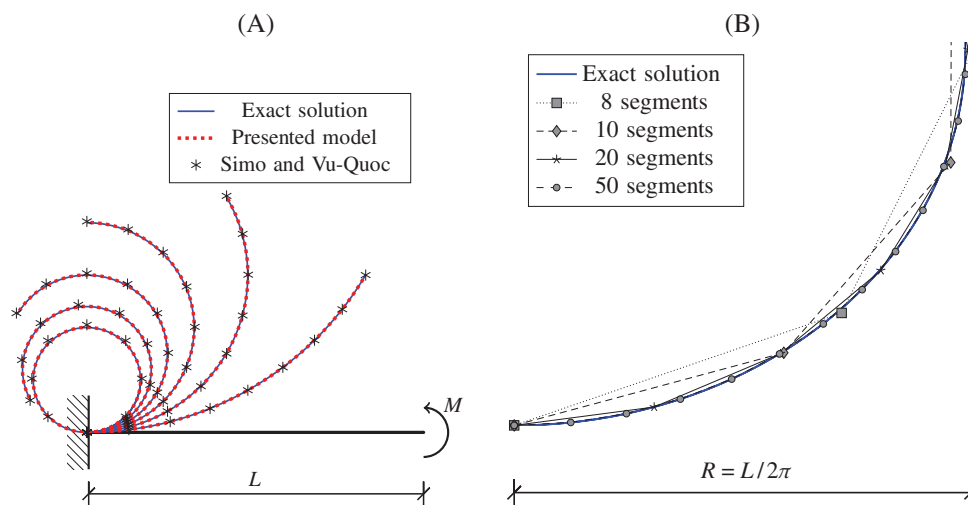 (A)
Exact solution
Presented model
Simo and Vu-Quoc
M
L
(B)
Exact solution
8 segments
10 segments
20 segments
50 segments
R = L/2π